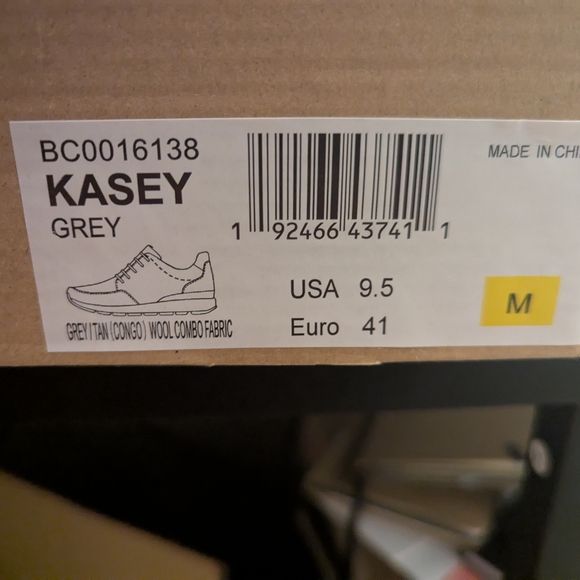 BC0016138
KASEY
GREY
1 92466 43741 1
MADE IN CHI
USA 9.5
Euro 41
M
GREY/TAN (CONGO) WOOL COMBO FABRIC